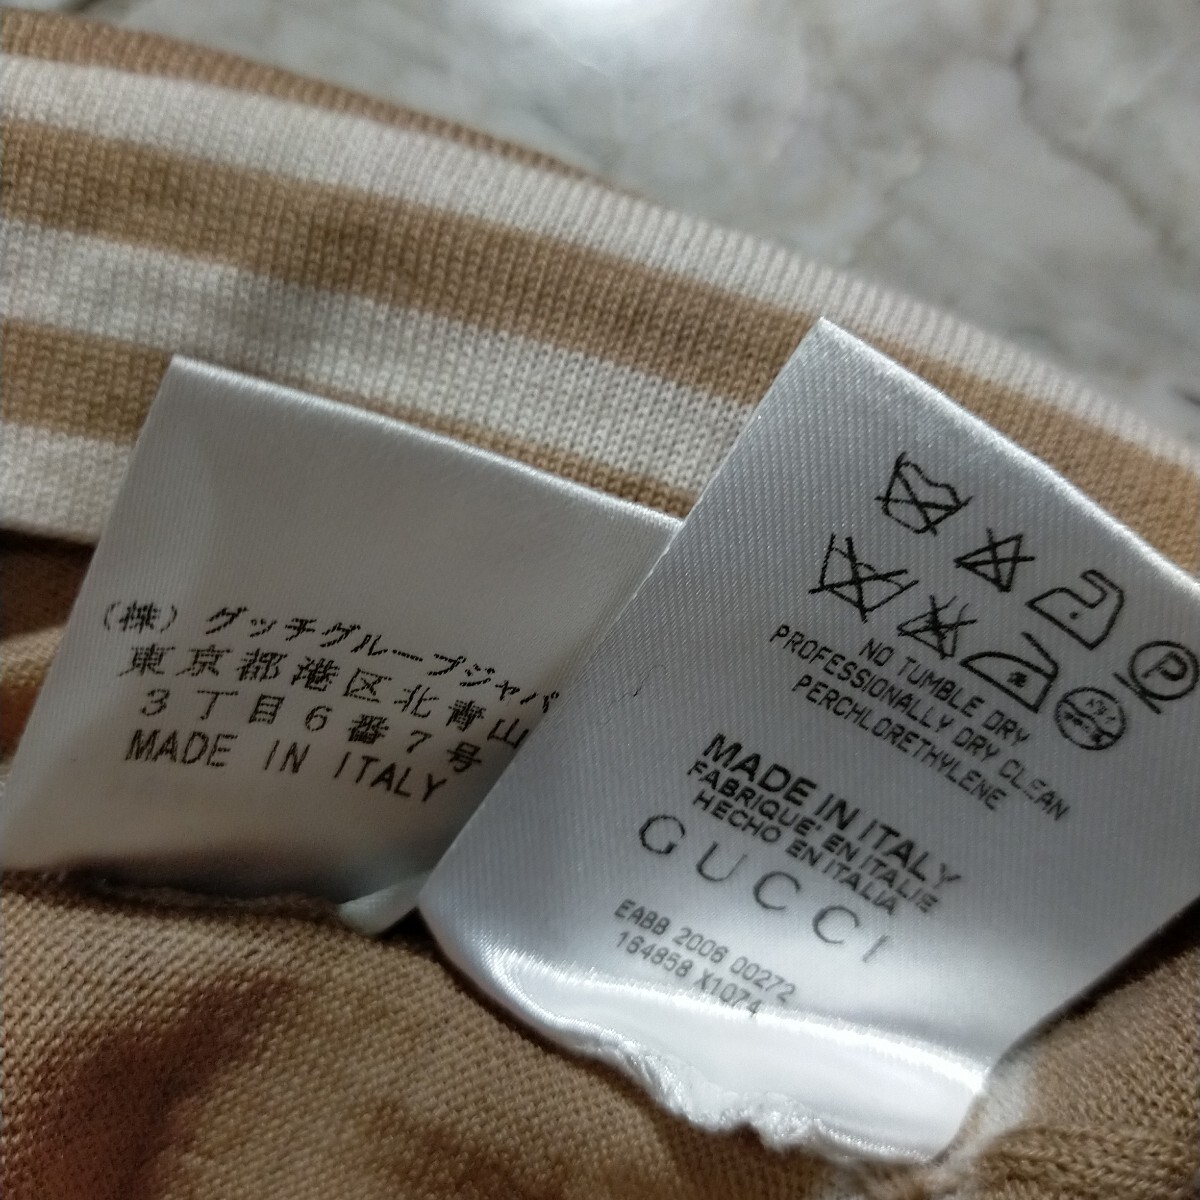 (株) グッチグループジャパ
東京都港区北青山
3丁目6番7号
MADE IN ITALY
P
NO TUMBLE DRY
PROFESSIONALLY DRY CLEAN
PERCHLORETHYLENE
MADE IN ITALY
FABRIQUE' EN ITALIE
HECHO EN ITALIA
GUCCI
EABB 2006 00272
164858 X1074